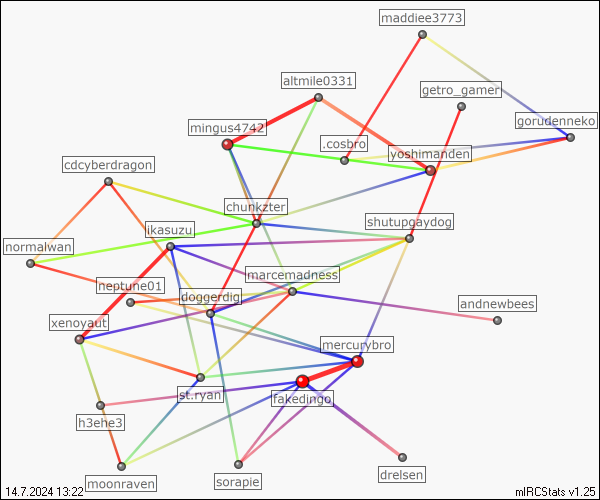 maddiee3773
altmile0331
getro_gamer
mingus4742
gorudenneko
.cosbro
yoshimanden
cdcyberdragon
chunkzter
shutupgaydog
ikasuzu
normalwan
marcemadness
neptune01
doggerdig
andnewbees
xenoyaut
mercurybro
st.ryan
fakedingo
h3ehe3
drelsen
moonraven
sorapie
14.7.2024 13:22
mIRCStats v1.25